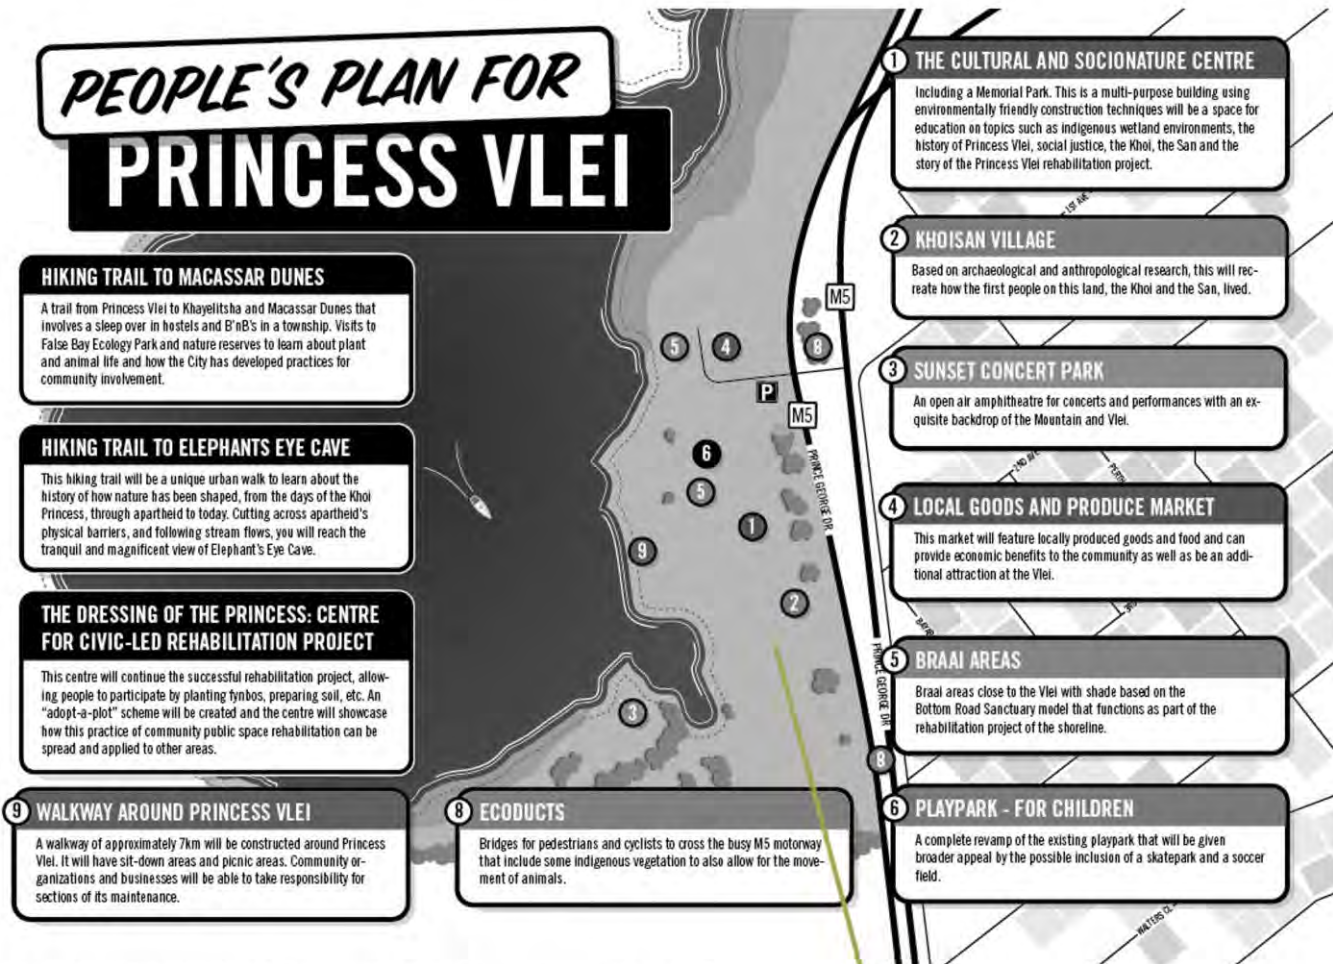 PEOPLE'S PLAN FOR
PRINCESS VLEI
HIKING TRAIL TO MACASSAR DUNES
A trail from Princess Vlei to Khayelitsha and Macassar Dunes that
involves a sleep over in hostels and B'nB's in a township. Visits to
False Bay Ecology Park and nature reserves to learn about plant
and animal life and how the City has developed practices for
community involvement.
HIKING TRAIL TO ELEPHANTS EYE CAVE
This hiking trail will be a unique urban walk to learn about the
history of how nature has been shaped, from the days of the Khoi
Princess, through apartheid to today. Cutting across apartheid's
physical barriers, and following stream flows, you will reach the
tranquil and magnificent view of Elephant's Eye Cave.
THE DRESSING OF THE PRINCESS: CENTRE
FOR CIVIC-LED REHABILITATION PROJECT
This centre will continue the successful rehabilitation project, allow-
ing people to participate by planting fynbos, preparing soil, etc. An
"adopt-a-plot" scheme will be created and the centre will showcase
how this practice of community public space rehabilitation can be
spread and applied to other areas.
9 WALKWAY AROUND PRINCESS VLEI
A walkway of approximately 7km will be constructed around Princess
Vlei. It will have sit-down areas and picnic areas. Community or-
ganizations and businesses will be able to take responsibility for
sections of its maintenance.
8 ECODUCTS
Bridges for pedestrians and cyclists to cross the busy M5 motorway
that include some indigenous vegetation to also allow for the move-
ment of animals.
1 THE CULTURAL AND SOCIONATURE CENTRE
Including a Memorial Park. This is a multi-purpose building using
environmentally friendly construction techniques will be a space for
education on topics such as indigenous wetland environments, the
history of Princess Vlei, social justice, the Khoi, the San and the
story of the Princess Vlei rehabilitation project.
2 KHOISAN VILLAGE
Based on archaeological and anthropological research, this will rec-
reate how the first people on this land, the Khoi and the San, lived.
3 SUNSET CONCERT PARK
An open air amphitheatre for concerts and performances with an ex-
quisite backdrop of the Mountain and Vlei.
4 LOCAL GOODS AND PRODUCE MARKET
This market will feature locally produced goods and food and can
provide economic benefits to the community as well as be an addi-
tional attraction at the Vlei.
5 BRAAI AREAS
Braai areas close to the Vlei with shade based on the
Bottom Road Sanctuary model that functions as part of the
rehabilitation project of the shoreline.
6 PLAYPARK - FOR CHILDREN
A complete revamp of the existing playpark that will be given
broader appeal by the possible inclusion of a skatepark and a soccer
field.
1ST AVE
M5
5
4
8
P
M5
6
5
1
9
2
3
8
PRINCE GEORGE DR
PRINCE GEORGE DR
2ND AVE
WALTERS CL